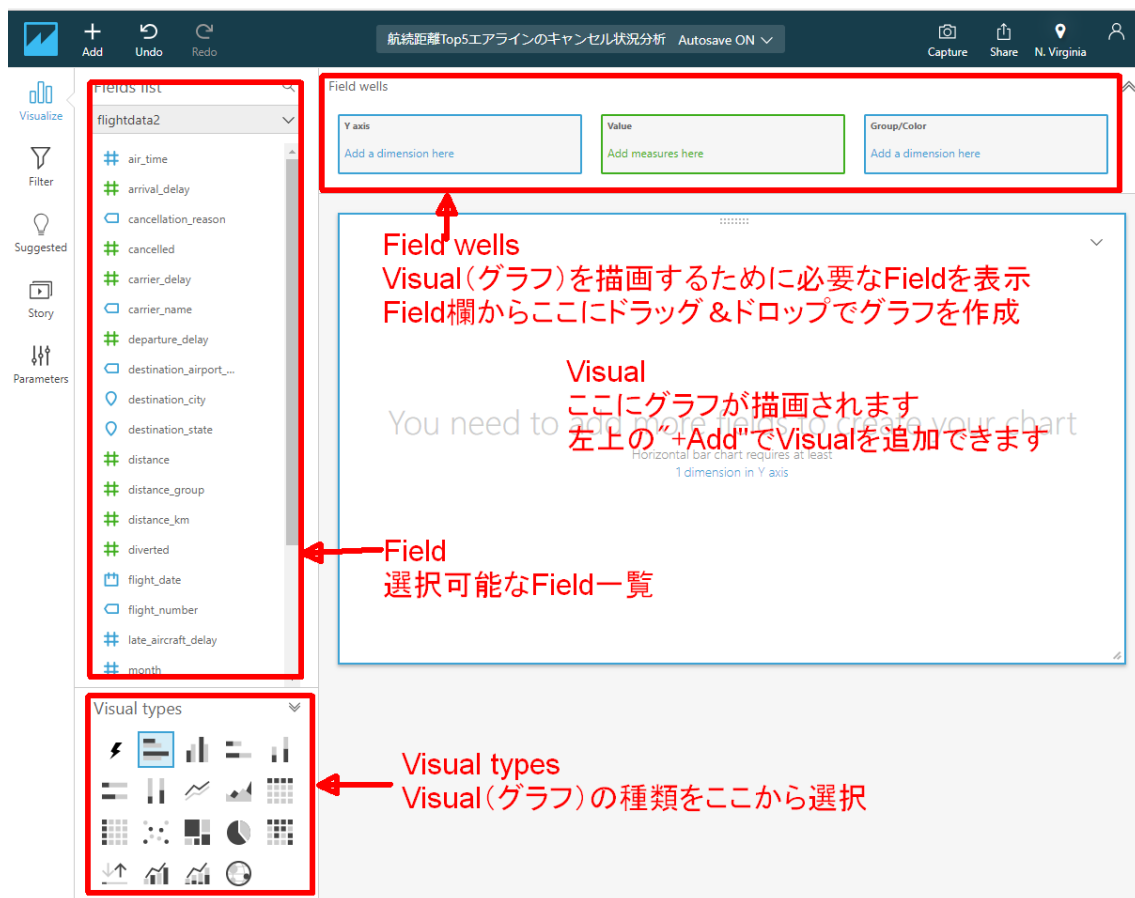 Add
Undo
Redo
航続距離Top5エアラインのキャンセル状況分析 Autosave ON
Capture
Share
N. Virginia
Visualize
Filter
Suggested
Story
Parameters
Fields list
flightdata2
air_time
arrival_delay
cancellation_reason
cancelled
carrier_delay
carrier_name
departure_delay
destination_airport_...
destination_city
destination_state
distance
distance_group
distance_km
diverted
flight_date
flight_number
late_aircraft_delay
month
Field wells
Y axis
Add a dimension here
Value
Add measures here
Group/Color
Add a dimension here
Field wells
Visual(グラフ)を描画するために必要なFieldを表示
Field欄からここにドラッグ&ドロップでグラフを作成
Visual
ここにグラフが描画されます
You need to add more fields to create your chart
左上の"+Add"でVisualを追加できます
Horizontal bar chart requires at least
1 dimension in Y axis
Field
選択可能なField一覧
Visual types
Visual types
Visual(グラフ)の種類をここから選択